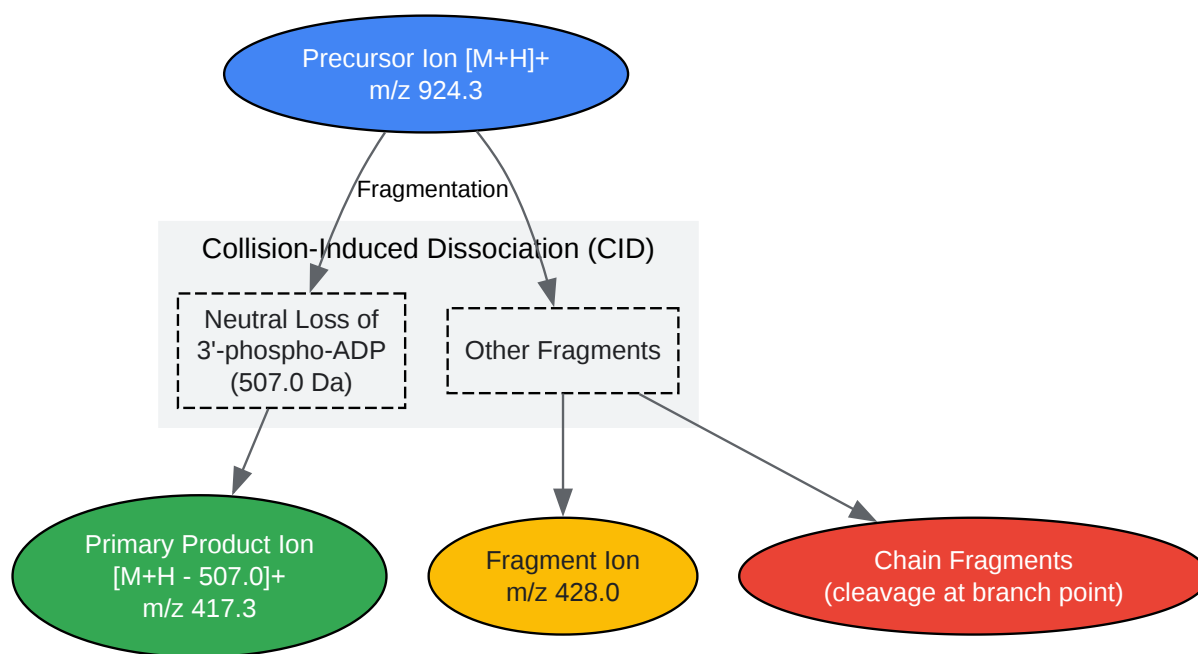 Precursor Ion [M+H]+
m/z 924.3
Fragmentation
Collision-Induced Dissociation (CID)
Neutral Loss of
3'-phospho-ADP
(507.0 Da)
Other Fragments
Primary Product Ion
[M+H - 507.0]+
m/z 417.3
Fragment Ion
m/z 428.0
Chain Fragments
(cleavage at branch point)